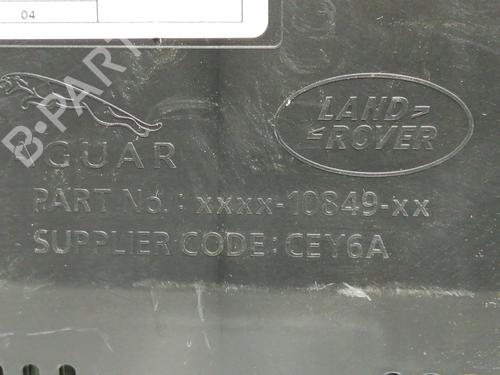 04
B-PARTS
JAGUAR
LAND
ROVER
PART No.: xxxx-10849-xx
SUPPLIER CODE: CEY6A